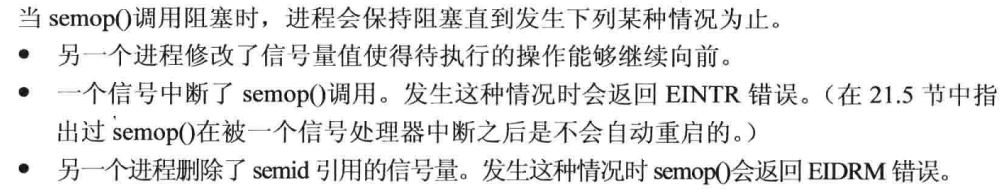 当 semop()调用阻塞时，进程会保持阻塞直到发生下列某种情况为止。
● 另一个进程修改了信号量值使得待执行的操作能够继续向前。
● 一个信号中断了 semop()调用。发生这种情况时会返回 EINTR 错误。（在 21.5 节中指
出过 semop()在被一个信号处理器中断之后是不会自动重启的。）
● 另一个进程删除了 semid 引用的信号量。发生这种情况时 semop()会返回 EIDRM 错误。